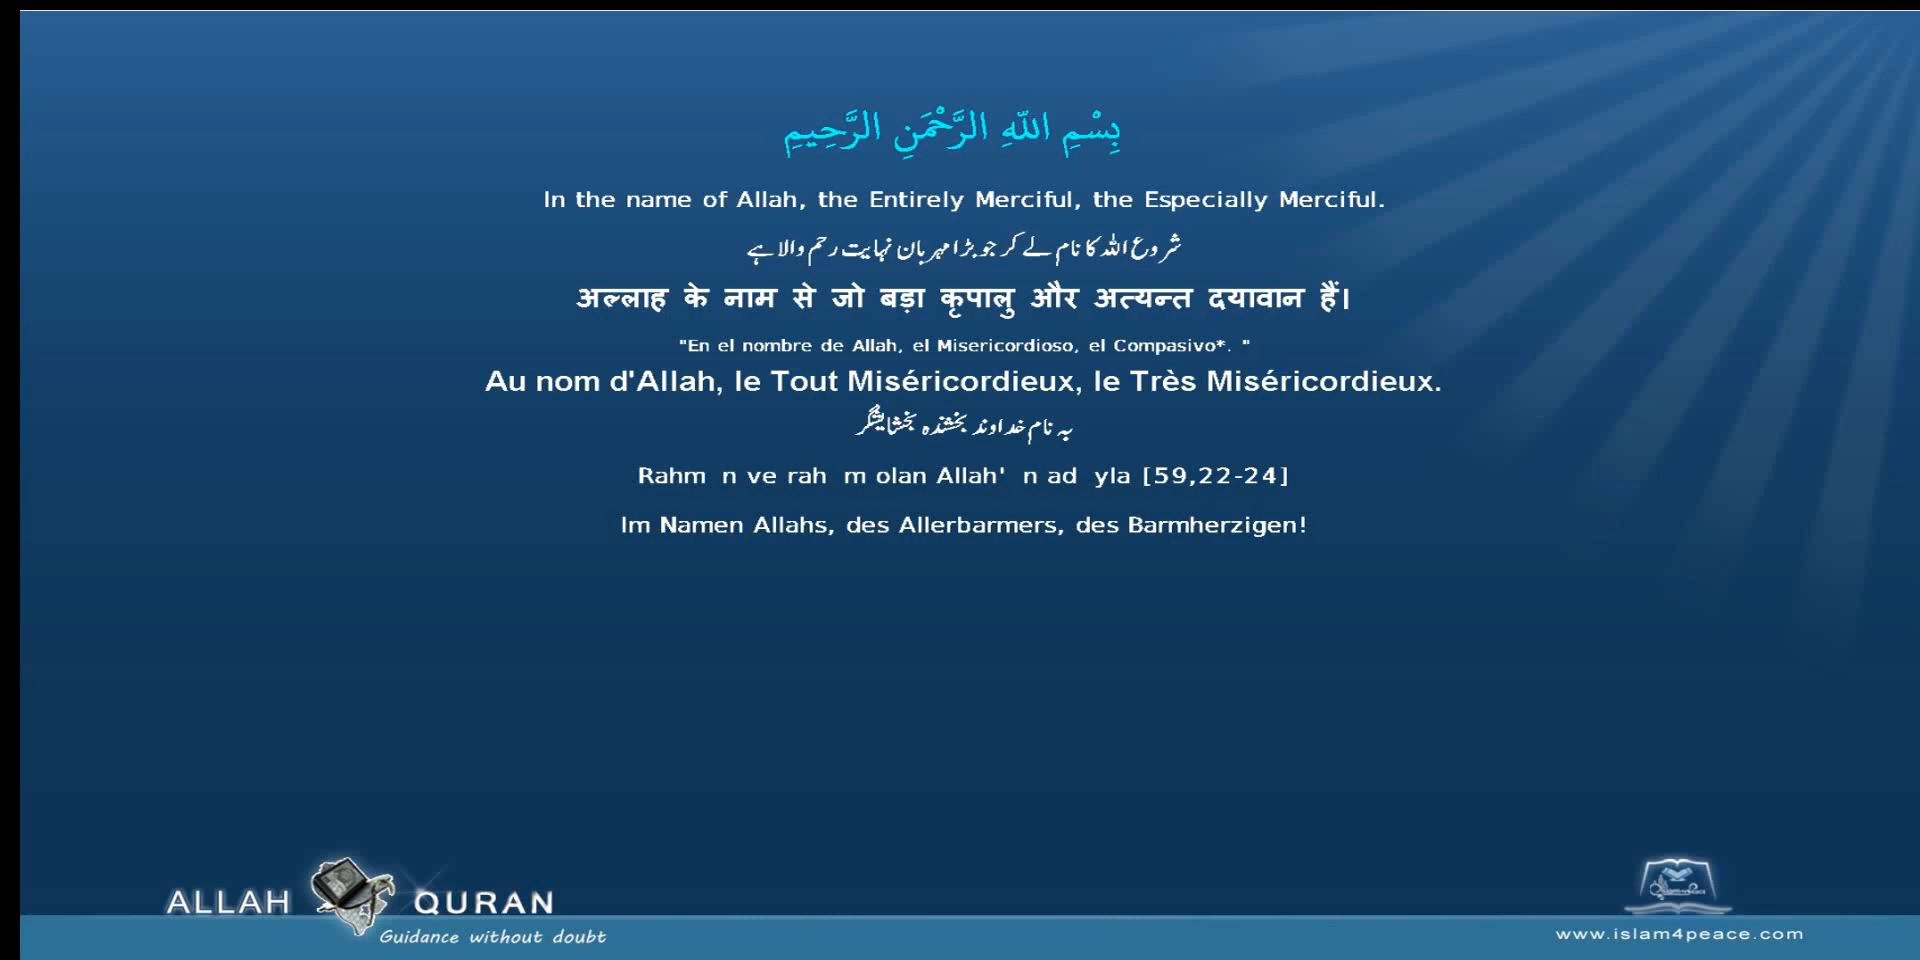 بِسْمِ اللّهِ الرَّحْمَنِ الرَّحِيمِ
In the name of Allah, the Entirely Merciful, the Especially Merciful.
شروع اللہ کا نام لے کر جو بڑا مہربان نہایت رحم والا ہے
अल्लाह के नाम से जो बड़ा कृपालु और अत्यन्त दयावान हैं।
"En el nombre de Allah, el Misericordioso, el Compasivo*. "
Au nom d'Allah, le Tout Miséricordieux, le Très Miséricordieux.
به نام خداوند بخشنده بخشایشگر
Rahm n ve rah m olan Allah' n ad yla [59,22-24]
Im Namen Allahs, des Allerbarmers, des Barmherzigen!
ALLAH QURAN
Guidance without doubt
www.islam4peace.com